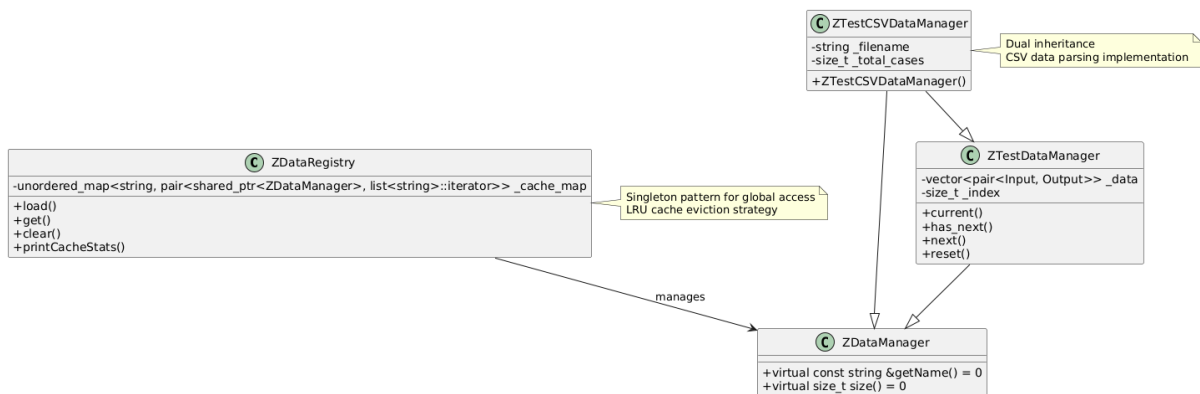 C ZTestCSVDataManager
-string _filename
-size_t _total_cases
+ZTestCSVDataManager()
Dual inheritance
CSV data parsing implementation
C ZDataRegistry
-unordered_map<string, pair<shared_ptr<ZDataManager>, list<string>::iterator>> _cache_map
+load()
+get()
+clear()
+printCacheStats()
Singleton pattern for global access
LRU cache eviction strategy
C ZTestDataManager
-vector<pair<Input, Output>> _data
-size_t _index
+current()
+has_next()
+next()
+reset()
manages
C ZDataManager
+virtual const string &getName() = 0
+virtual size_t size() = 0